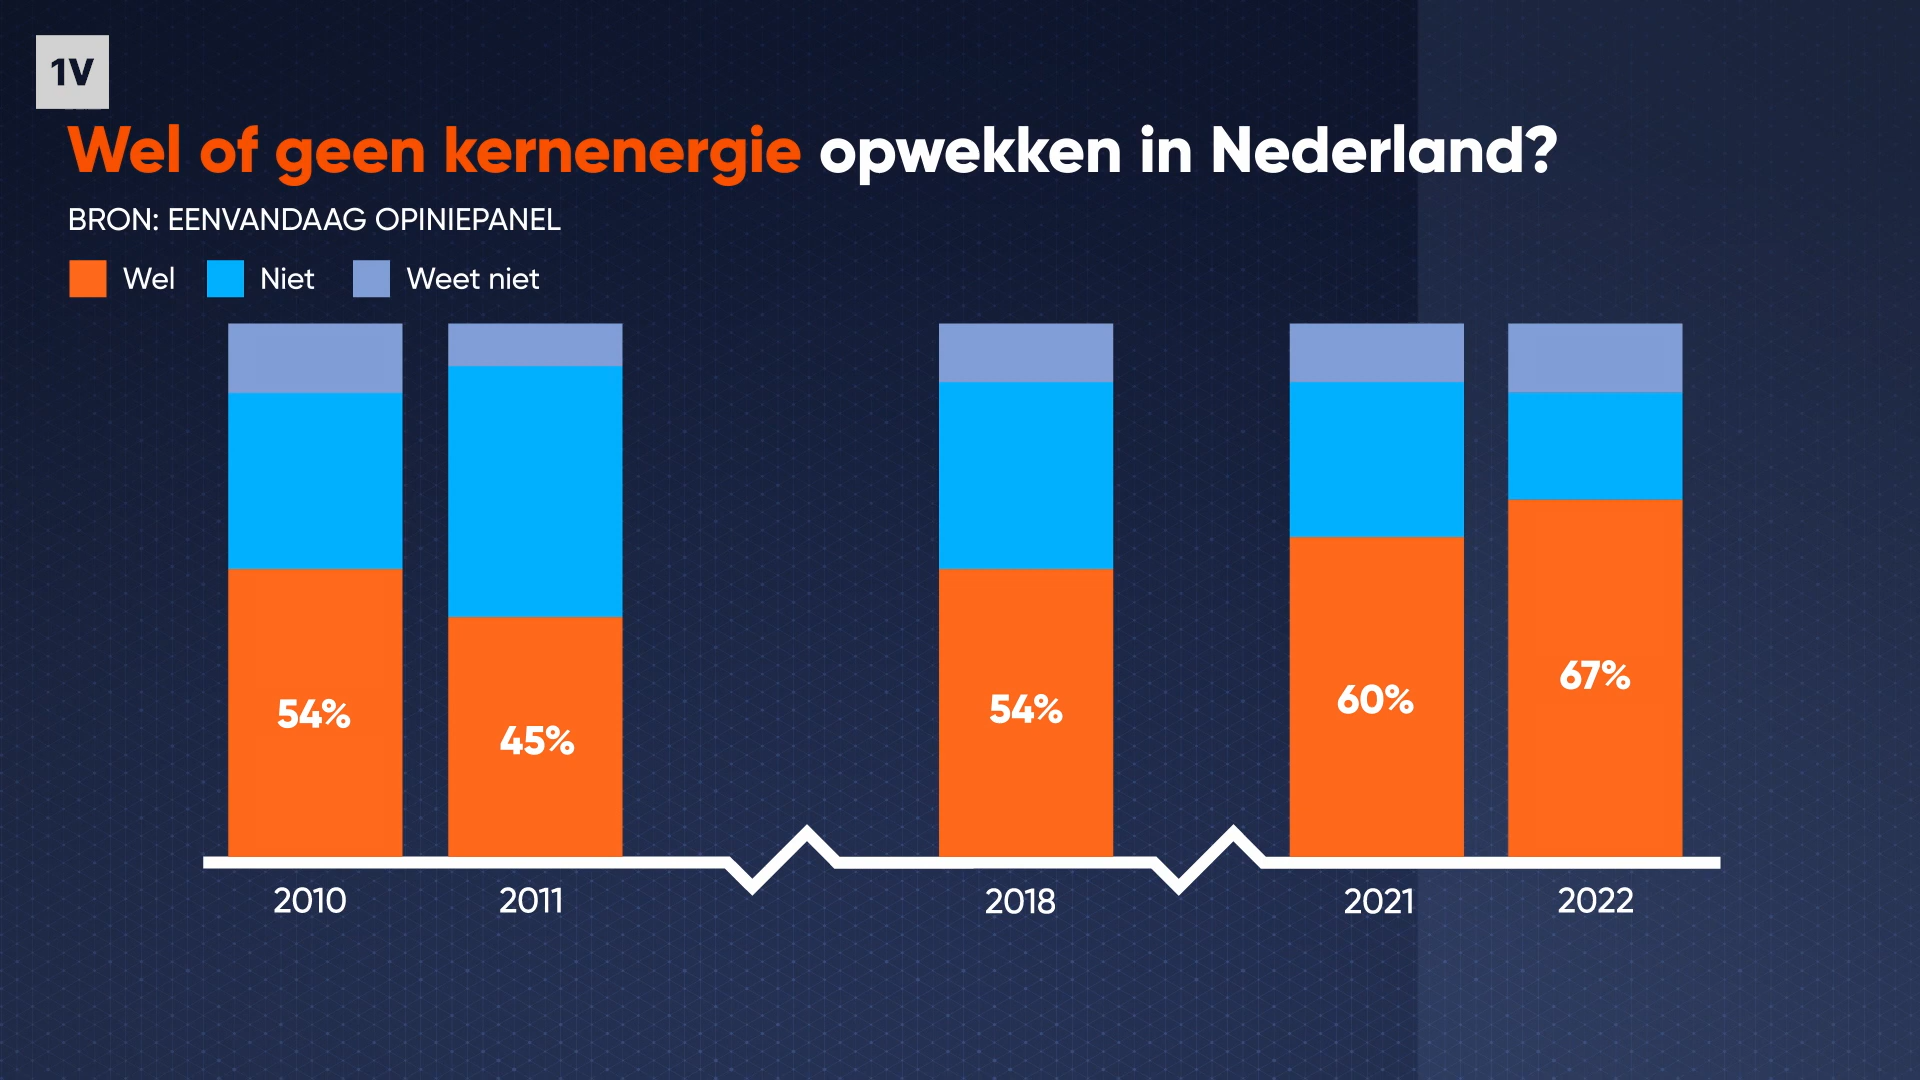 1V
Wel of geen kernenergie opwekken in Nederland?
BRON: EENVANDAAG OPINIEPANEL
Wel Niet Weet niet
54% 45% 54% 60% 67%
2010 2011 2018 2021 2022